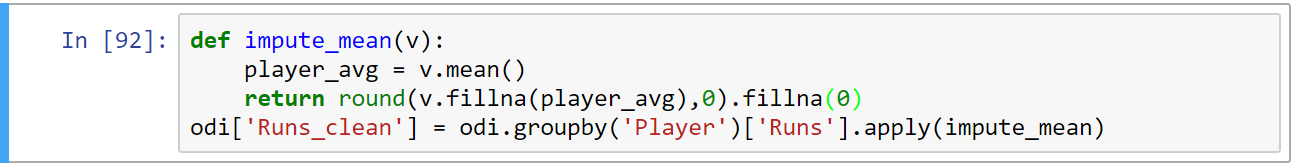 In [92]: def impute_mean(v):
    player_avg = v.mean()
    return round(v.fillna(player_avg),0).fillna(0)
odi['Runs_clean'] = odi.groupby('Player')['Runs'].apply(impute_mean)